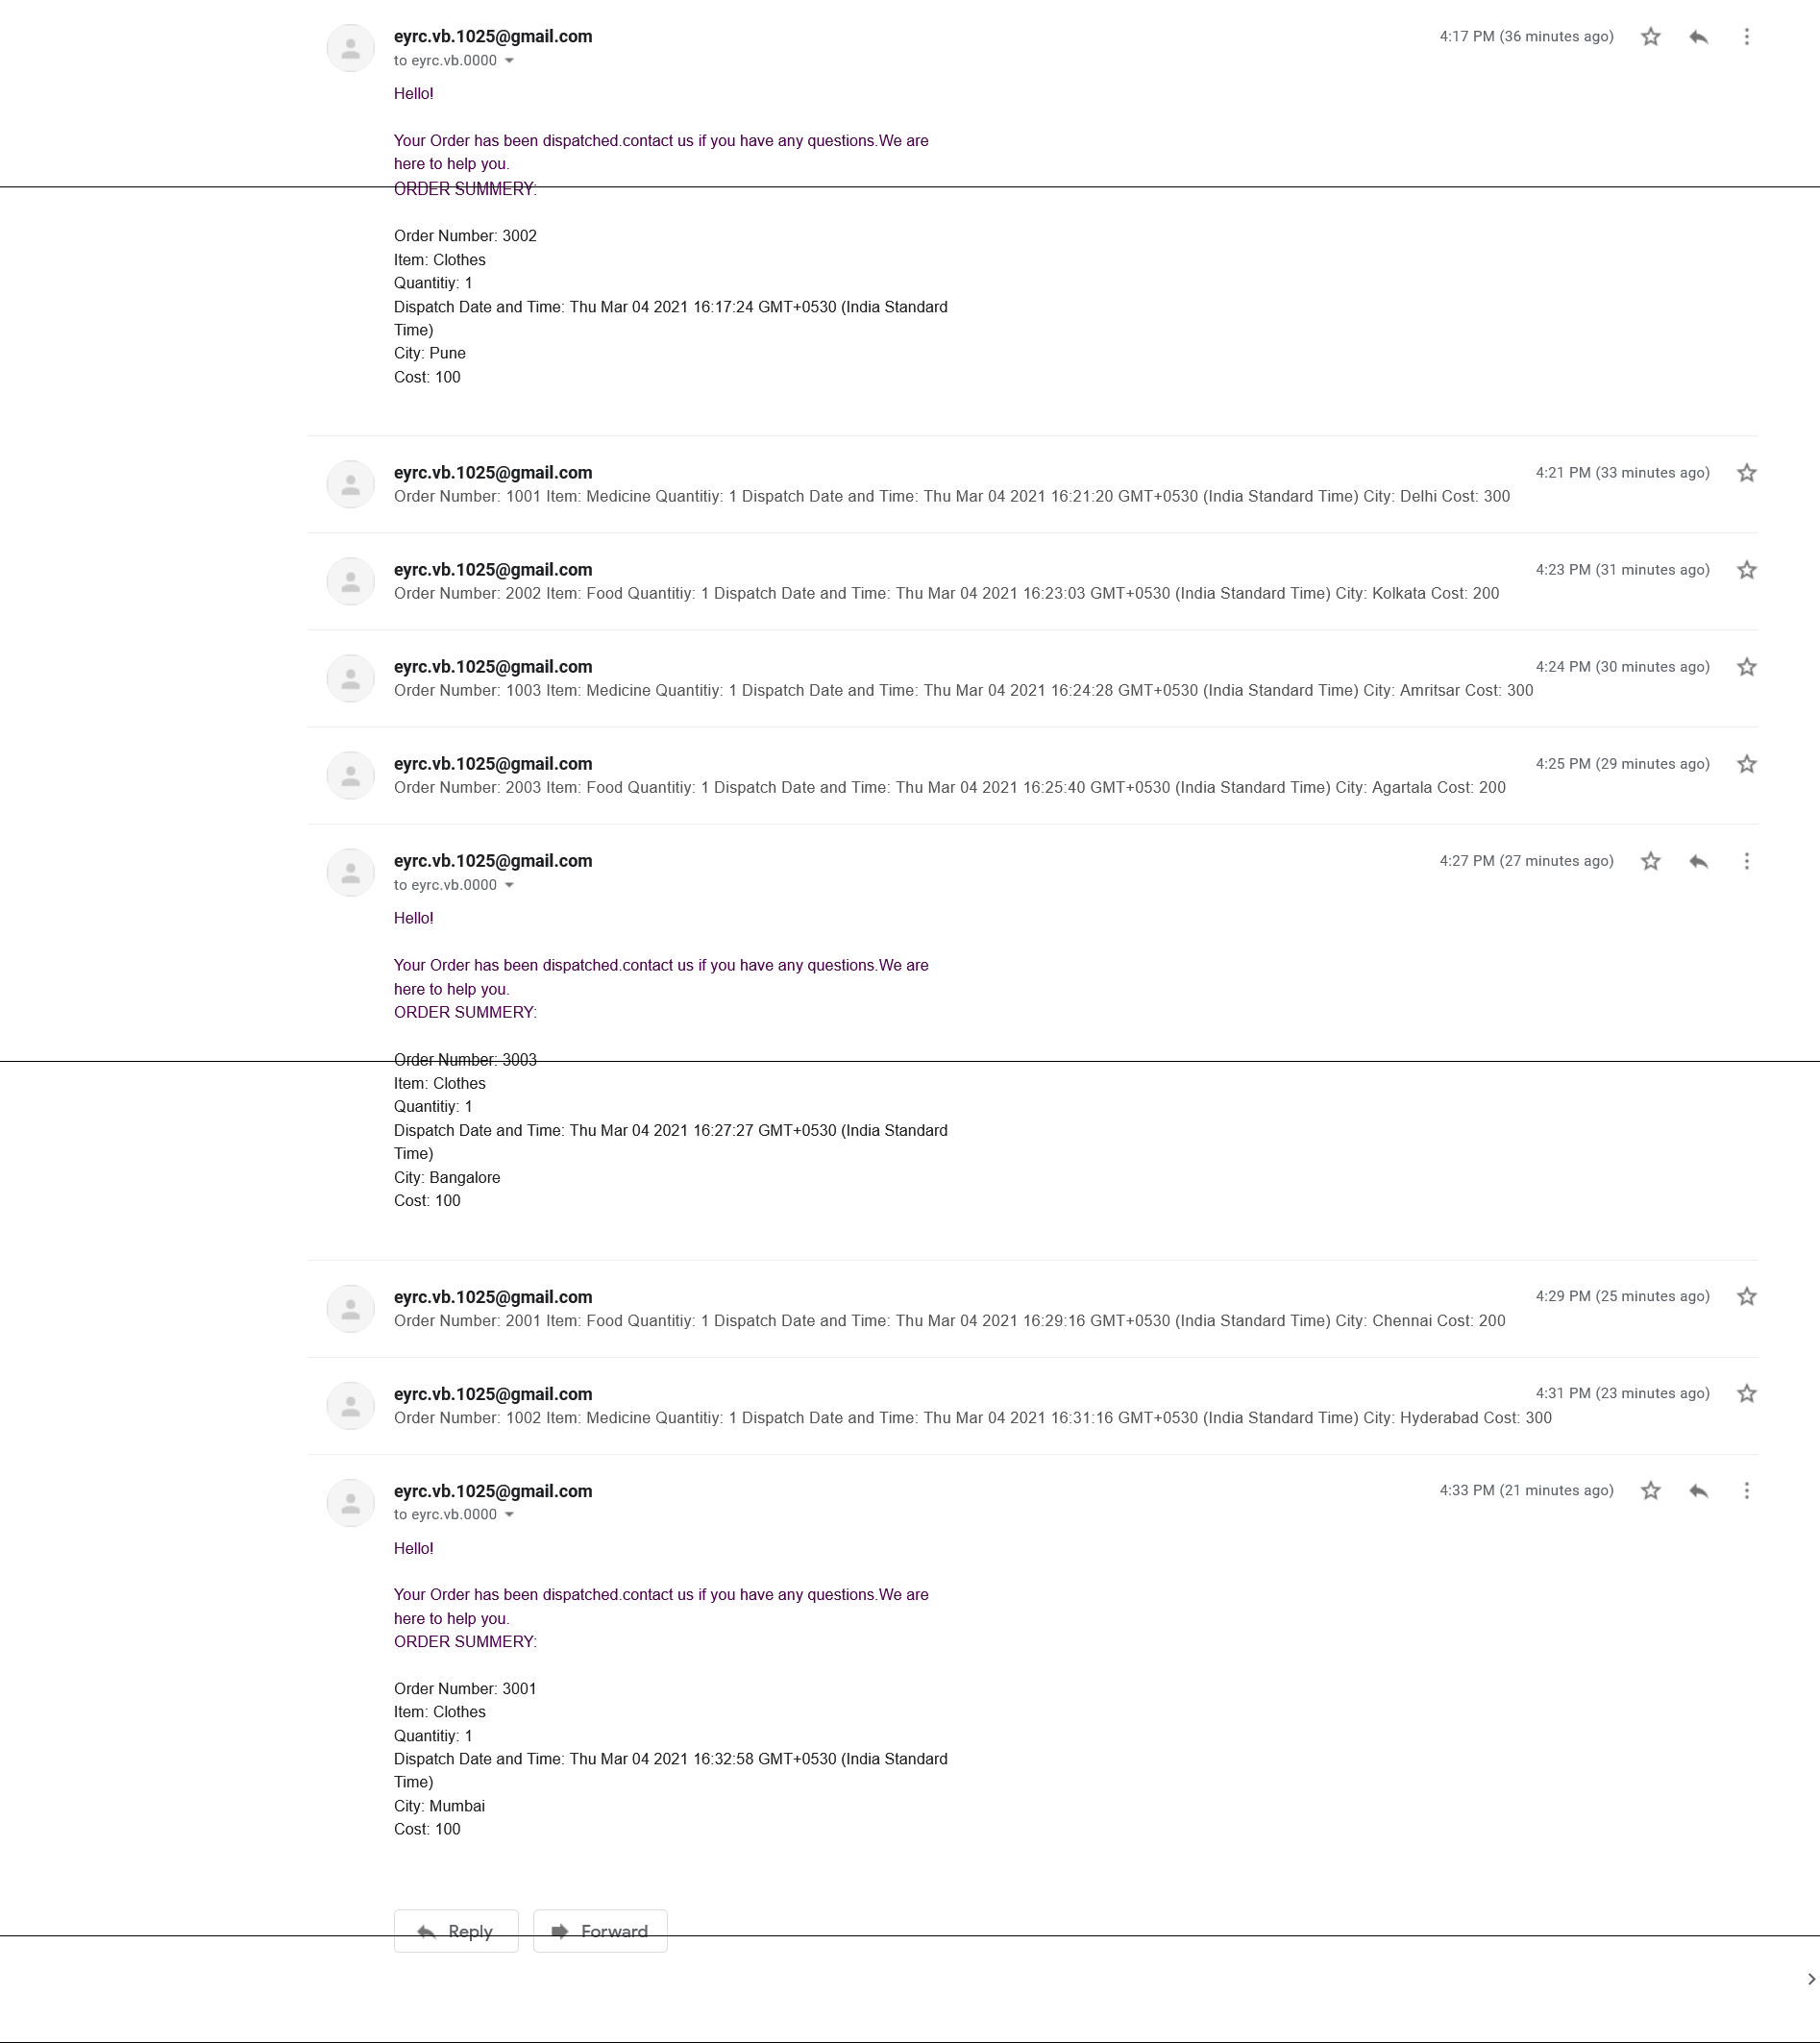 eyrc.vb.1025@gmail.com 4:17 PM (36 minutes ago)
to eyrc.vb.0000
Hello!
Your Order has been dispatched.contact us if you have any questions.We are
here to help you.
ORDER SUMMERY:
Order Number: 3002
Item: Clothes
Quantitiy: 1
Dispatch Date and Time: Thu Mar 04 2021 16:17:24 GMT+0530 (India Standard
Time)
City: Pune
Cost: 100
eyrc.vb.1025@gmail.com 4:21 PM (33 minutes ago)
Order Number: 1001 Item: Medicine Quantitiy: 1 Dispatch Date and Time: Thu Mar 04 2021 16:21:20 GMT+0530 (India Standard Time) City: Delhi Cost: 300
eyrc.vb.1025@gmail.com 4:23 PM (31 minutes ago)
Order Number: 2002 Item: Food Quantitiy: 1 Dispatch Date and Time: Thu Mar 04 2021 16:23:03 GMT+0530 (India Standard Time) City: Kolkata Cost: 200
eyrc.vb.1025@gmail.com 4:24 PM (30 minutes ago)
Order Number: 1003 Item: Medicine Quantitiy: 1 Dispatch Date and Time: Thu Mar 04 2021 16:24:28 GMT+0530 (India Standard Time) City: Amritsar Cost: 300
eyrc.vb.1025@gmail.com 4:25 PM (29 minutes ago)
Order Number: 2003 Item: Food Quantitiy: 1 Dispatch Date and Time: Thu Mar 04 2021 16:25:40 GMT+0530 (India Standard Time) City: Agartala Cost: 200
eyrc.vb.1025@gmail.com 4:27 PM (27 minutes ago)
to eyrc.vb.0000
Hello!
Your Order has been dispatched.contact us if you have any questions.We are
here to help you.
ORDER SUMMERY:
Order Number: 3003
Item: Clothes
Quantitiy: 1
Dispatch Date and Time: Thu Mar 04 2021 16:27:27 GMT+0530 (India Standard
Time)
City: Bangalore
Cost: 100
eyrc.vb.1025@gmail.com 4:29 PM (25 minutes ago)
Order Number: 2001 Item: Food Quantitiy: 1 Dispatch Date and Time: Thu Mar 04 2021 16:29:16 GMT+0530 (India Standard Time) City: Chennai Cost: 200
eyrc.vb.1025@gmail.com 4:31 PM (23 minutes ago)
Order Number: 1002 Item: Medicine Quantitiy: 1 Dispatch Date and Time: Thu Mar 04 2021 16:31:16 GMT+0530 (India Standard Time) City: Hyderabad Cost: 300
eyrc.vb.1025@gmail.com 4:33 PM (21 minutes ago)
to eyrc.vb.0000
Hello!
Your Order has been dispatched.contact us if you have any questions.We are
here to help you.
ORDER SUMMERY:
Order Number: 3001
Item: Clothes
Quantitiy: 1
Dispatch Date and Time: Thu Mar 04 2021 16:32:58 GMT+0530 (India Standard
Time)
City: Mumbai
Cost: 100
Reply Forward